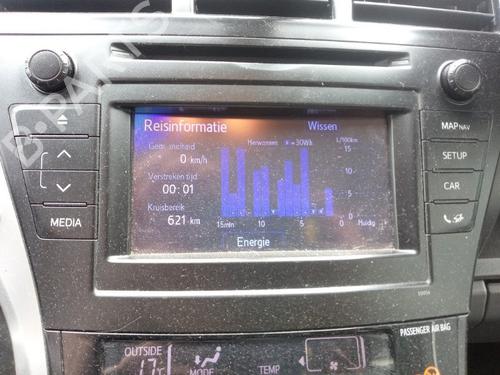 B-PARTS
MAP NAV
Reisinformatie Wissen
Gem. snelheid
0 km/h
Verstreken tijd
00: 01
Kruisbereik
621 km
Herwonnen = 30Wh
L/100km
15
10
5
0
15min 10 5 0 Huidig
Energie
SETUP
CAR
MEDIA
PASSENGER AIR BAG
OUTSIDE
17°C
MODE
TEMP